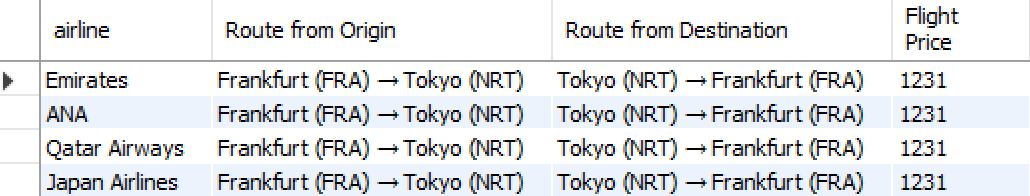 airline Route from Origin Route from Destination Flight Price
Emirates Frankfurt (FRA) → Tokyo (NRT) Tokyo (NRT) → Frankfurt (FRA) 1231
ANA Frankfurt (FRA) → Tokyo (NRT) Tokyo (NRT) → Frankfurt (FRA) 1231
Qatar Airways Frankfurt (FRA) → Tokyo (NRT) Tokyo (NRT) → Frankfurt (FRA) 1231
Japan Airlines Frankfurt (FRA) → Tokyo (NRT) Tokyo (NRT) → Frankfurt (FRA) 1231